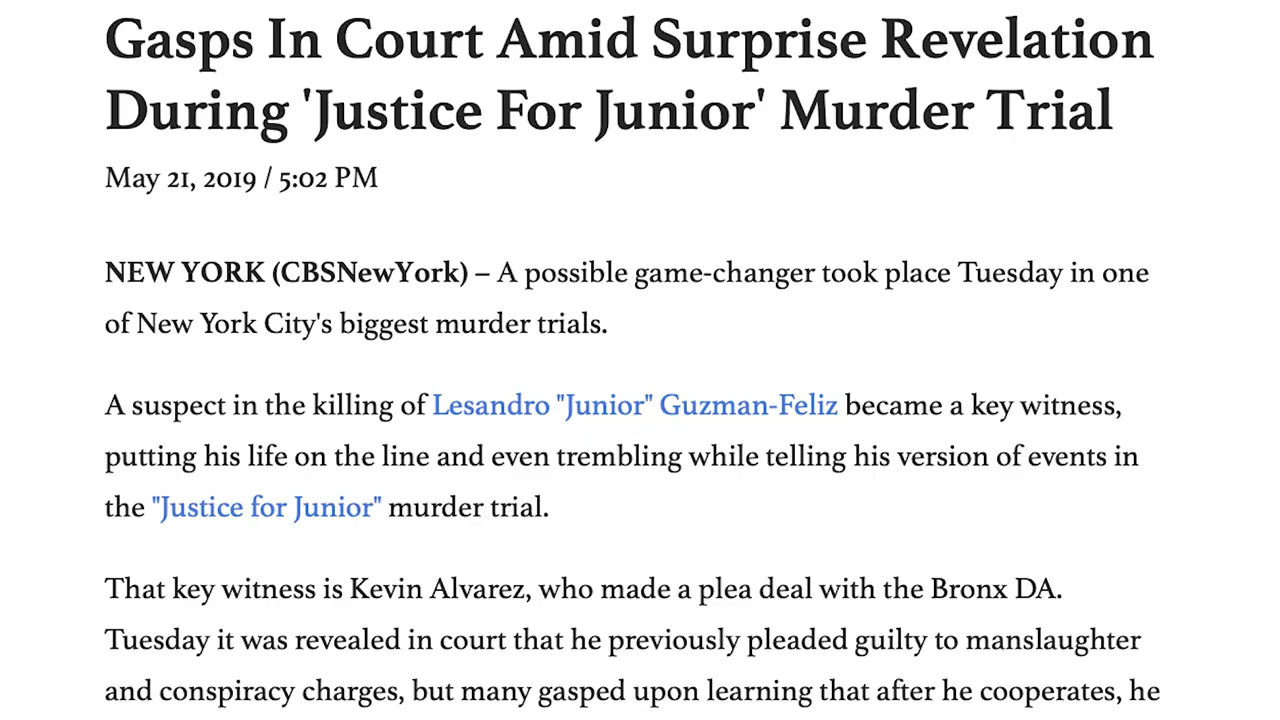 Gasps In Court Amid Surprise Revelation
During 'Justice For Junior' Murder Trial
May 21, 2019 / 5:02 PM
NEW YORK (CBSNewYork) – A possible game-changer took place Tuesday in one
of New York City's biggest murder trials.
A suspect in the killing of Lesandro "Junior" Guzman-Feliz became a key witness,
putting his life on the line and even trembling while telling his version of events in
the "Justice for Junior" murder trial.
That key witness is Kevin Alvarez, who made a plea deal with the Bronx DA.
Tuesday it was revealed in court that he previously pleaded guilty to manslaughter
and conspiracy charges, but many gasped upon learning that after he cooperates, he